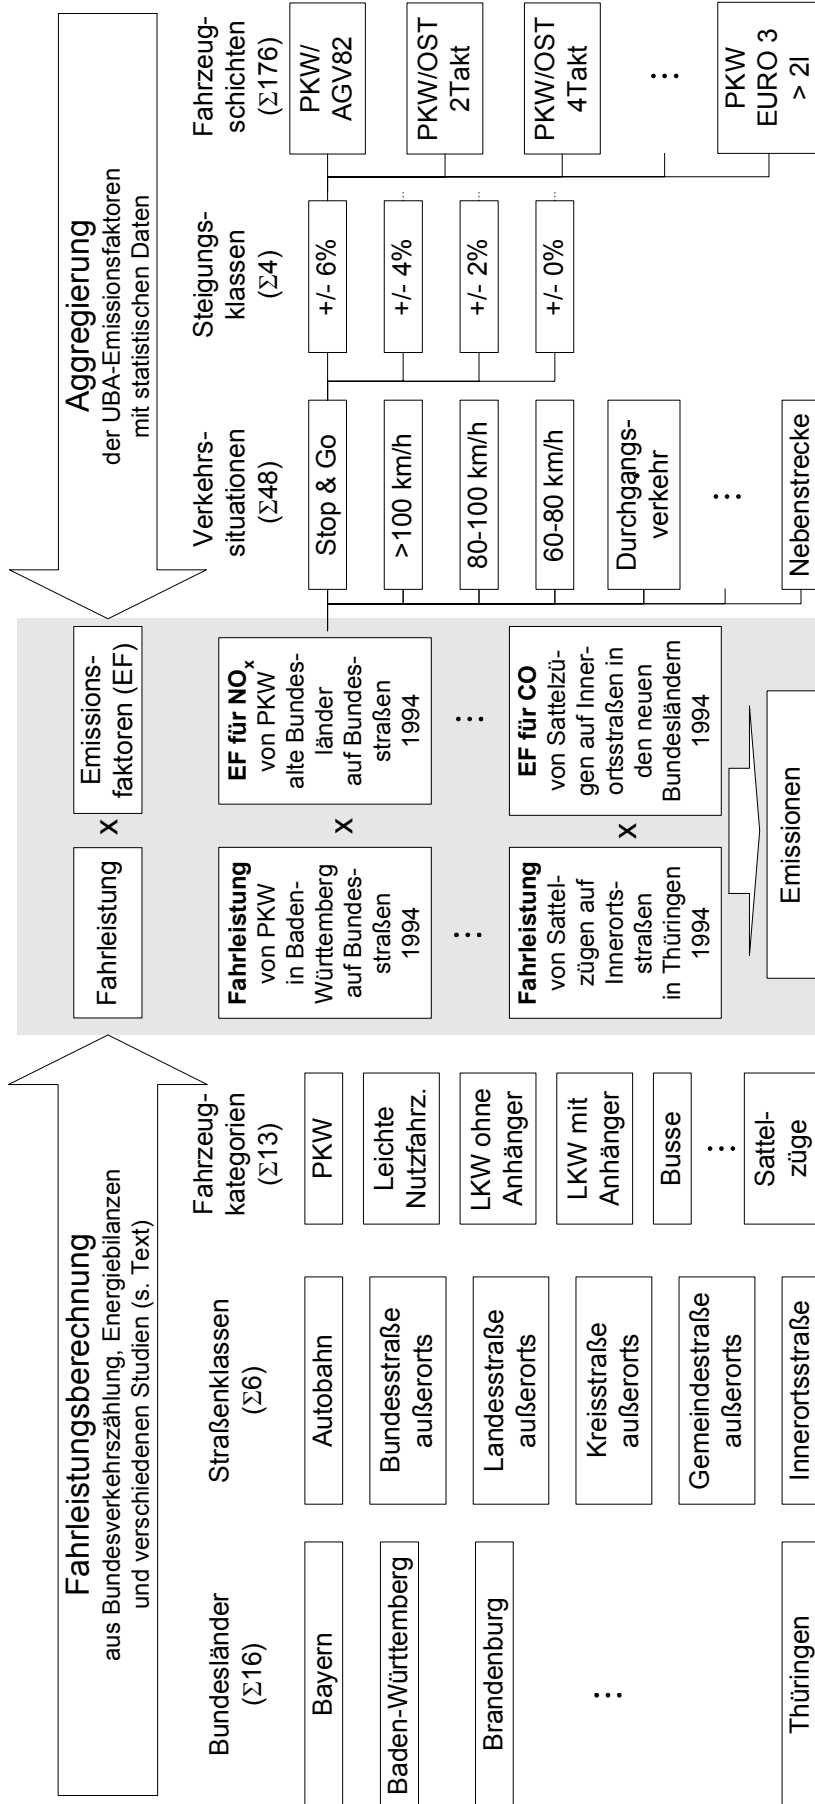 Fahrleistungsberechnung
aus Bundesverkehrszählung, Energiebilanzen
und verschiedenen Studien (s. Text)
Bundesländer
(Σ16)
Bayern
Baden-Württemberg
Brandenburg
...
Thüringen
Straßenklassen
(Σ6)
Autobahn
Bundesstraße
außerorts
Landesstraße
außerorts
Kreisstraße
außerorts
Gemeindestraße
außerorts
Innerortsstraße
Fahrzeug-
kategorien
(Σ13)
PKW
Leichte
Nutzfahrz.
LKW ohne
Anhänger
LKW mit
Anhänger
Busse
...
Sattel-
züge
Fahrleistung
x
Emissions-
faktoren (EF)
Fahrleistung
von PKW
in Baden-
Württemberg
auf Bundes-
straßen
1994
x
EF für NOx
von PKW
alte Bundes-
länder
auf Bundes-
straßen
1994
...
...
Fahrleistung
von Sattel-
zügen auf
Innerorts-
straßen
in Thüringen
1994
x
EF für CO
von Sattelzü-
gen auf Inner-
ortsstraßen in
den neuen
Bundesländern
1994
Emissionen
Aggregierung
der UBA-Emissionsfaktoren
mit statistischen Daten
Verkehrs-
situationen
(Σ48)
Stop & Go
>100 km/h
80-100 km/h
60-80 km/h
Durchgangs-
verkehr
...
Nebenstrecke
Steigungs-
klassen
(Σ4)
+/- 6%
+/- 4%
...
+/- 2%
...
+/- 0%
...
Fahrzeug-
schichten
(Σ176)
PKW/
AGV82
PKW/OST
2Takt
PKW/OST
4Takt
...
PKW
EURO 3
> 2l